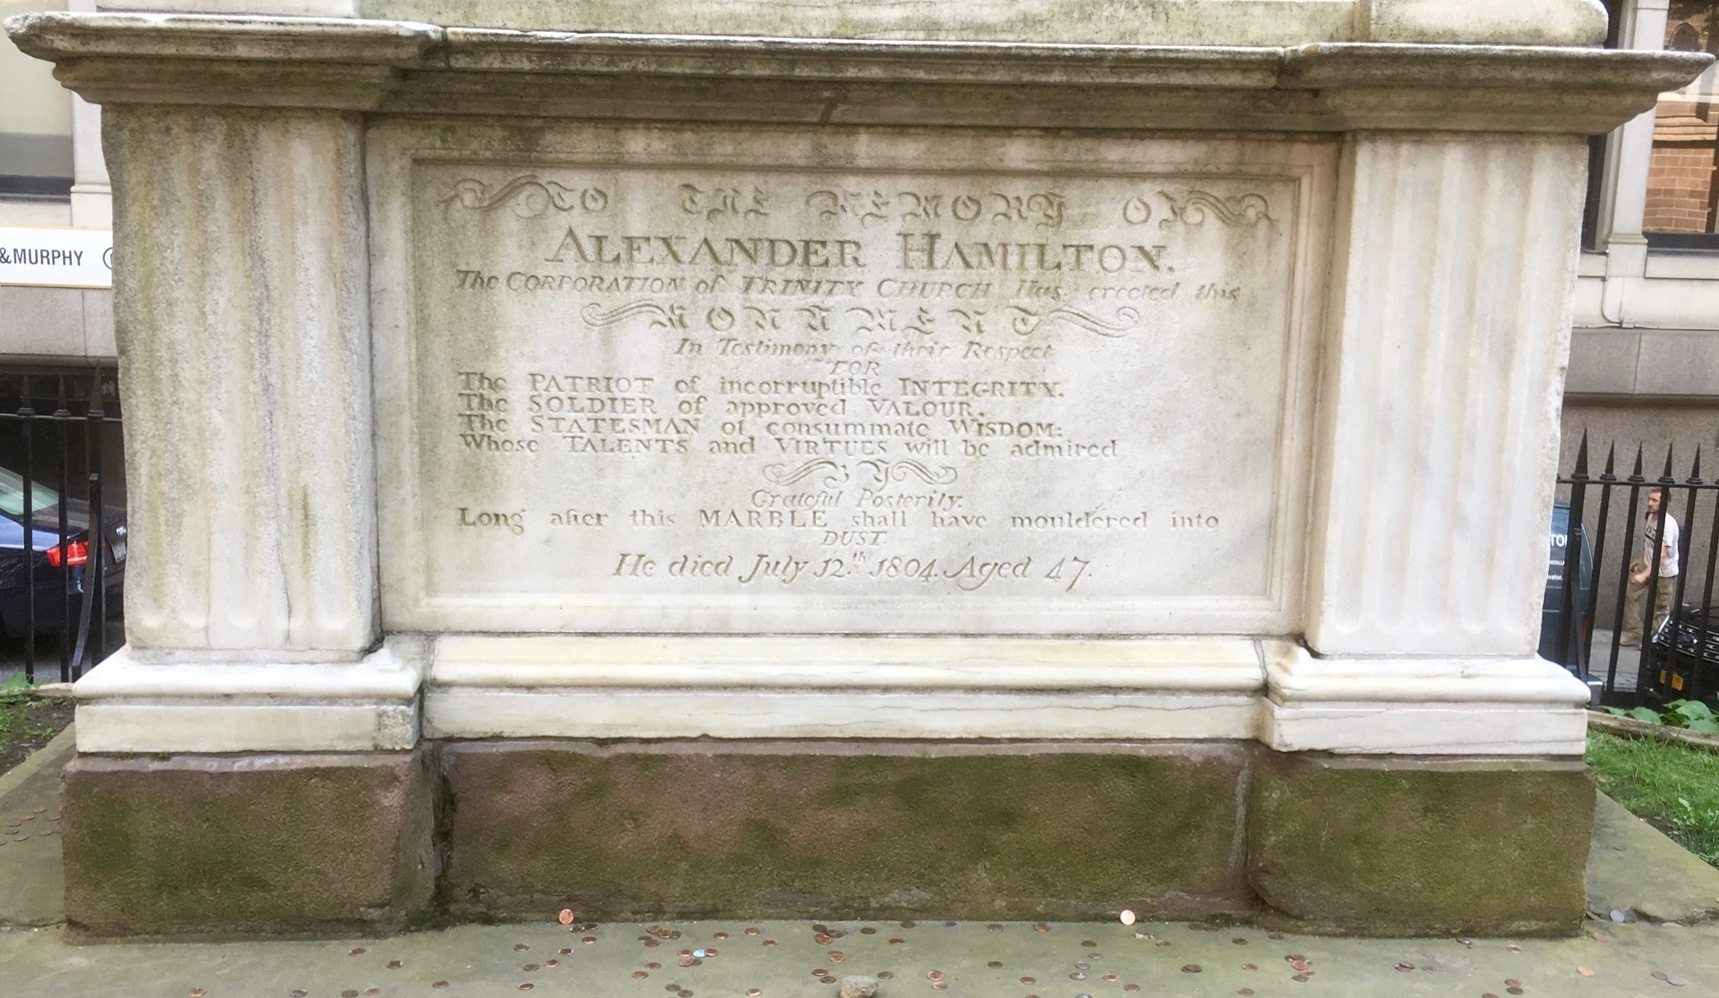 TO THE MEMORY OF
ALEXANDER HAMILTON.
The CORPORATION of TRINITY CHURCH Has erected this
MONUMENT
In Testimony of their Respect
FOR
The PATRIOT of incorruptible INTEGRITY.
The SOLDIER of approved VALOUR.
The STATESMAN of consummate WISDOM:
Whose TALENTS and VIRTUES will be admired
BY
Grateful Posterity.
Long after this MARBLE shall have mouldered into
DUST.
He died July 12.th 1804. Aged 47.
&MURPHY